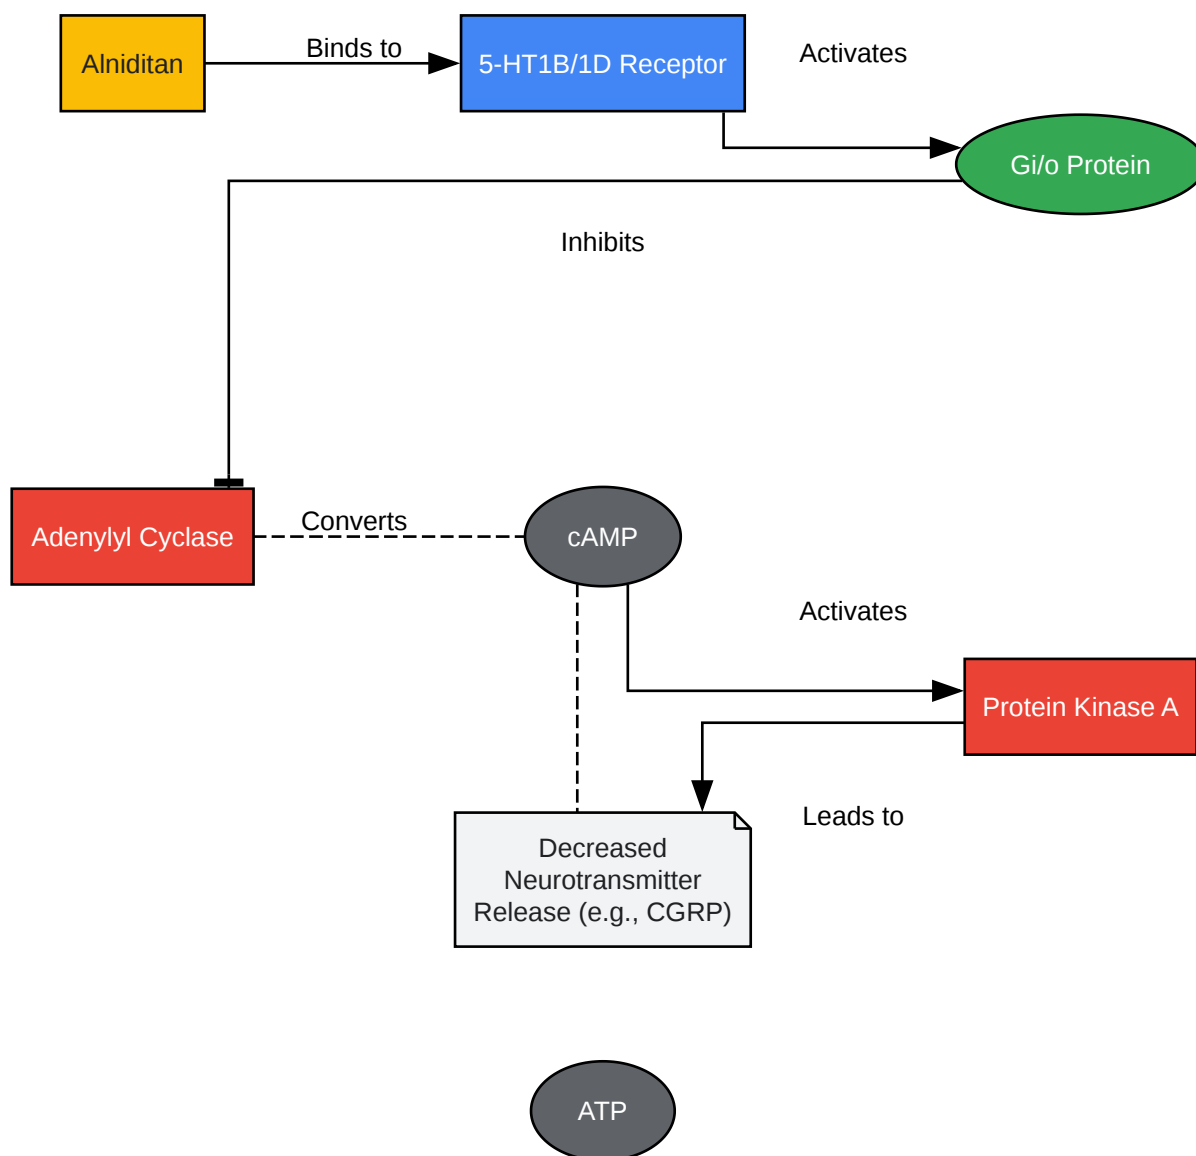 Alniditan
Binds to
5-HT1B/1D Receptor
Activates
Gi/o Protein
Inhibits
Adenylyl Cyclase
Converts
cAMP
Activates
Protein Kinase A
Leads to
Decreased
Neurotransmitter
Release (e.g., CGRP)
ATP